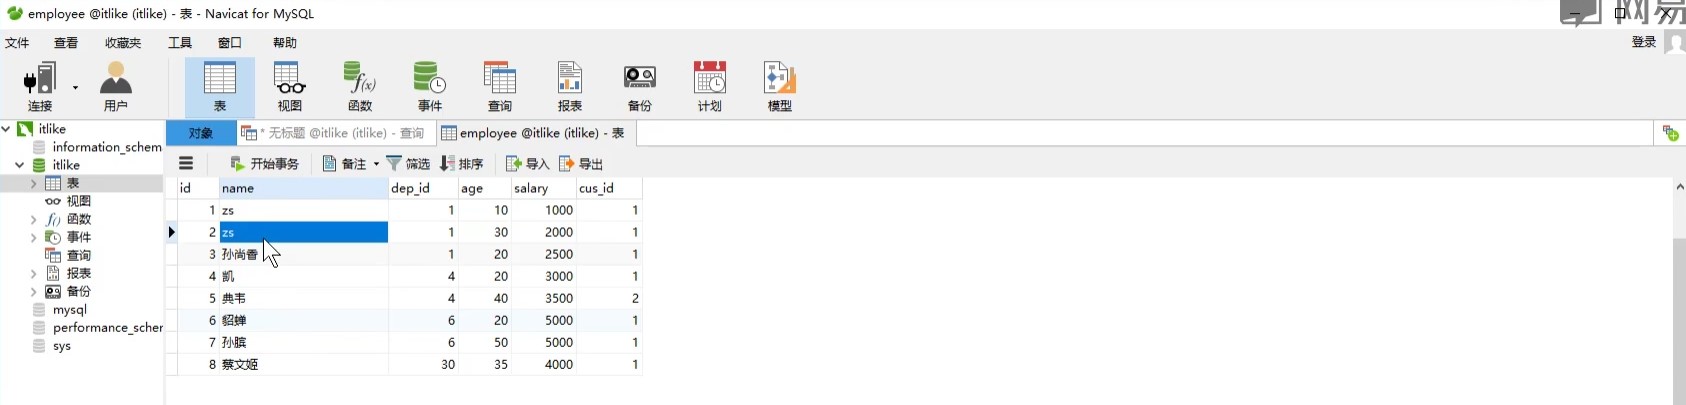 employee @itlike (itlike) - 表 - Navicat for MySQL
网易
文件 查看 收藏夹 工具 窗口 帮助 登录
连接 用户 表 视图 函数 事件 查询 报表 备份 计划 模型
itlike
information_schem
itlike
表
视图
函数
事件
查询
报表
备份
mysql
performance_scher
sys
对象 * 无标题 @itlike (itlike) - 查询 employee @itlike (itlike) - 表
开始事务 备注 筛选 排序 导入 导出
id name dep_id age salary cus_id
1 zs 1 10 1000 1
2 zs 1 30 2000 1
3 孙尚香 1 20 2500 1
4 凯 4 20 3000 1
5 典韦 4 40 3500 2
6 貂蝉 6 20 5000 1
7 孙膑 6 50 5000 1
8 蔡文姬 30 35 4000 1